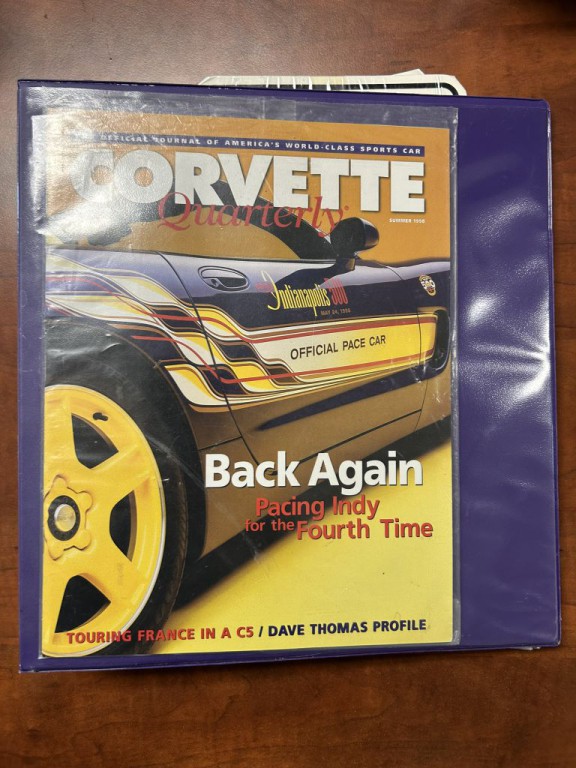 OFFICIAL JOURNAL OF AMERICA'S WORLD-CLASS SPORTS CAR
CORVETTE
Quarterly
SUMMER 1998
Indianapolis 500
MAY 24, 1998
OFFICIAL PACE CAR
Back Again
Pacing Indy
for the Fourth Time
TOURING FRANCE IN A C5 / DAVE THOMAS PROFILE